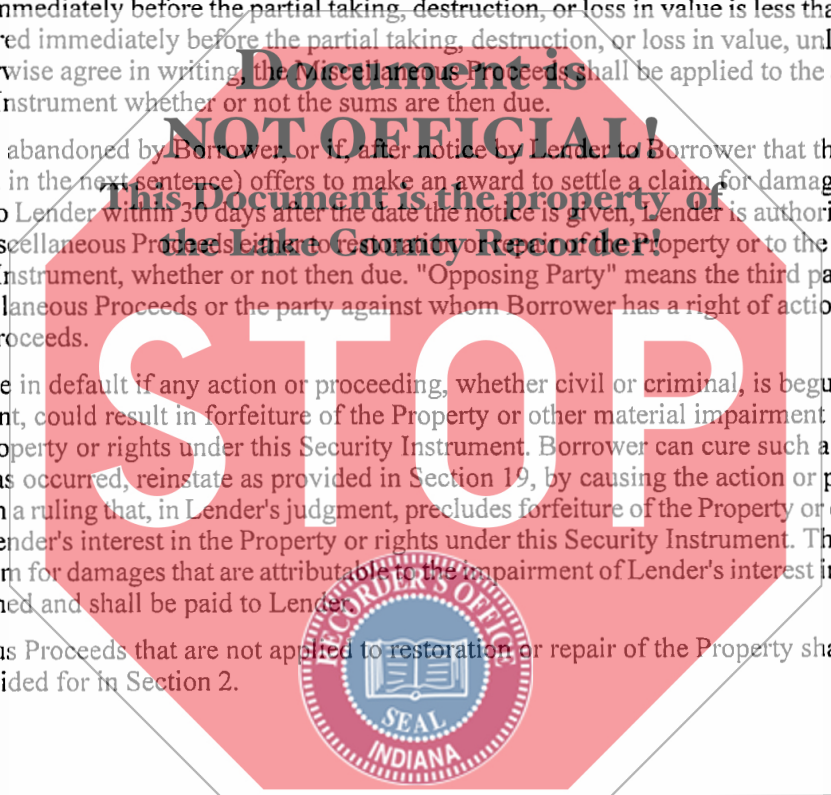 nmediately before the partial taking, destruction, or loss in value is less tha
red immediately before the partial taking, destruction, or loss in value, unl
wise agree in writing, the Miscellaneous Proceeds shall be applied to the
nstrument whether or not the sums are then due.
abandoned by Borrower, or if, after notice by Lender to Borrower that th
in the next sentence) offers to make an award to settle a claim for damag
o Lender within 30 days after the date the notice is given, Lender is authori
scellaneous Proceeds either to restoration or repair of the Property or to the
nstrument, whether or not then due. "Opposing Party" means the third pa
laneous Proceeds or the party against whom Borrower has a right of actio
roceeds.
e in default if any action or proceeding, whether civil or criminal, is begu
nt, could result in forfeiture of the Property or other material impairment
operty or rights under this Security Instrument. Borrower can cure such a
as occurred, reinstate as provided in Section 19, by causing the action or p
h a ruling that, in Lender's judgment, precludes forfeiture of the Property or
ender's interest in the Property or rights under this Security Instrument. Th
m for damages that are attributable to the impairment of Lender's interest in
ned and shall be paid to Lender.
us Proceeds that are not applied to restoration or repair of the Property sha
ided for in Section 2.
Document is
NOT OFFICIAL!
This Document is the property of
the Lake County Recorder!
STOP
RECORDER'S OFFICE
SEAL
INDIANA